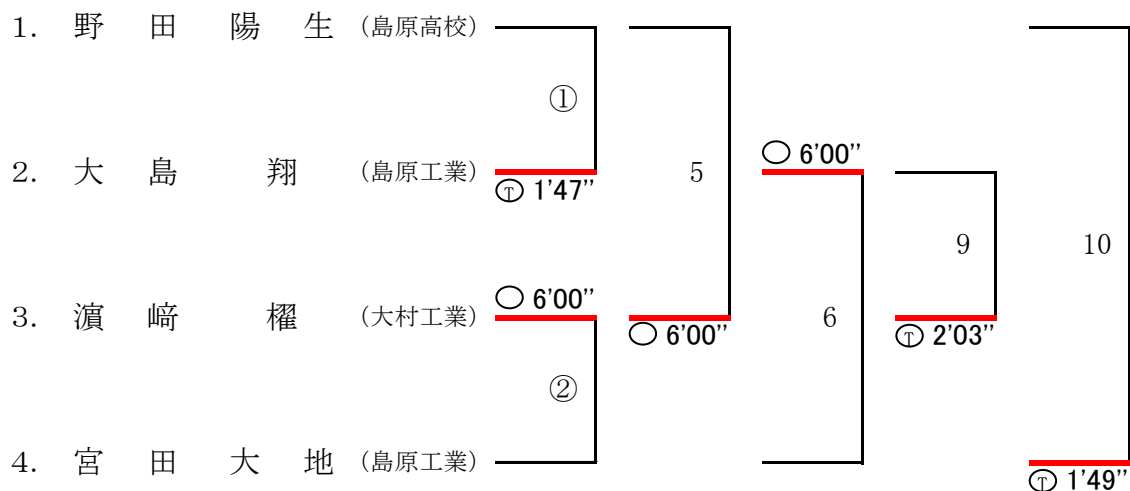 1. 野田陽生 (島原高校)
①
2. 大島翔 (島原工業) Ⓣ 1'47'' 5 ○ 6'00''
9 10
3. 濵﨑櫂 (大村工業) ○ 6'00'' ○ 6'00'' 6 Ⓣ 2'03''
②
4. 宮田大地 (島原工業) Ⓣ 1'49''